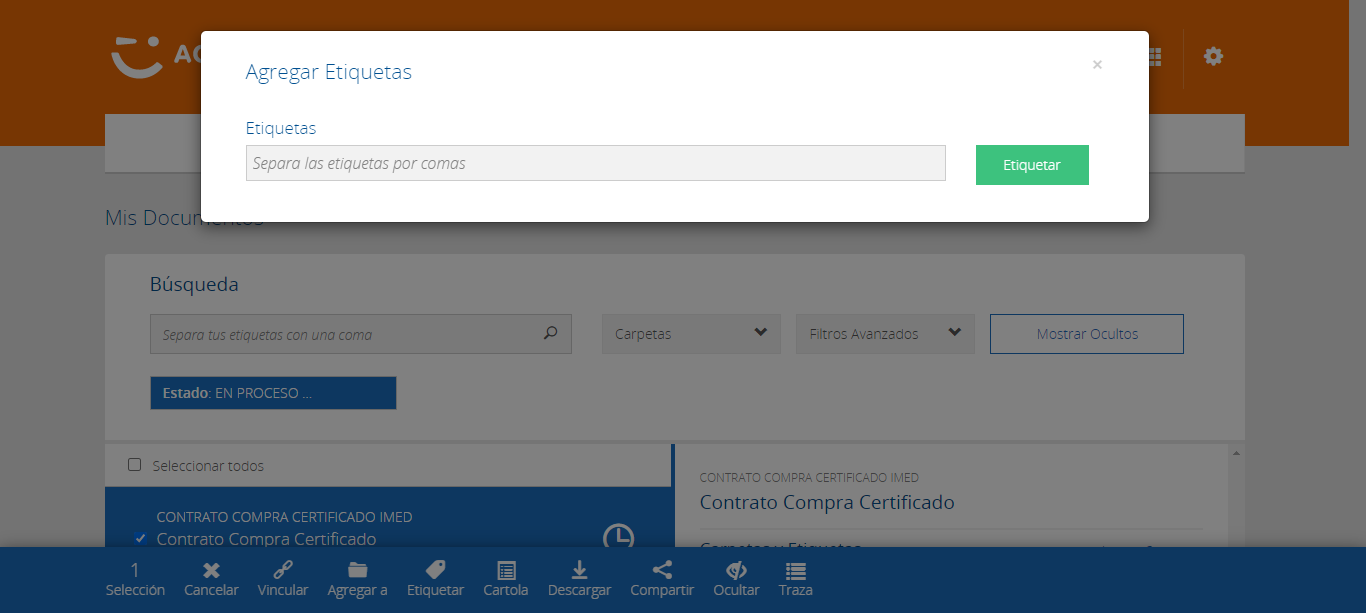 Agregar Etiquetas
×
Etiquetas
Separa las etiquetas por comas
Etiquetar
Mis Documentos
Búsqueda
Separa tus etiquetas con una coma
Carpetas
Filtros Avanzados
Mostrar Ocultos
Estado: EN PROCESO ...
Seleccionar todos
CONTRATO COMPRA CERTIFICADO IMED
Contrato Compra Certificado
CONTRATO COMPRA CERTIFICADO IMED
Contrato Compra Certificado
Carpetas y Etiquetas
1
Selección
Cancelar
Vincular
Agregar a
Etiquetar
Cartola
Descargar
Compartir
Ocultar
Traza